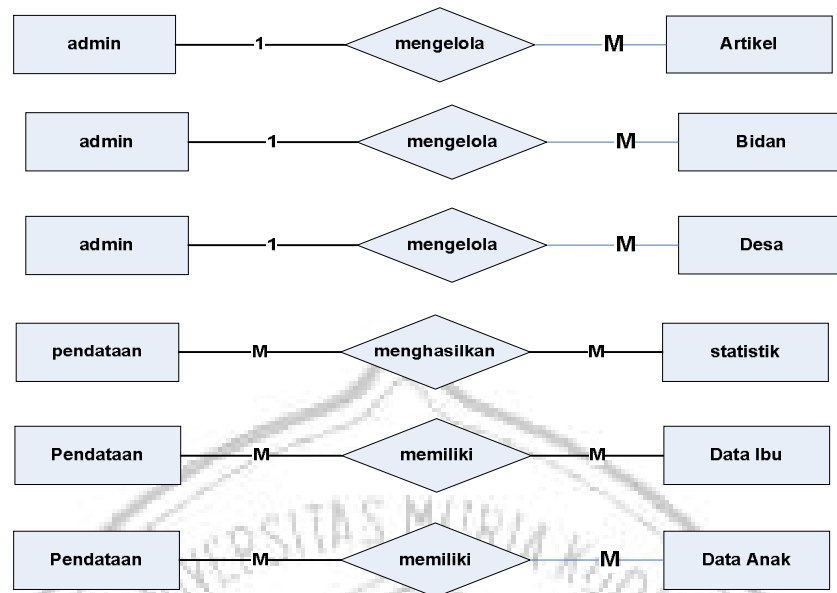 admin 1 mengelola M Artikel
admin 1 mengelola M Bidan
admin 1 mengelola M Desa
pendataan M menghasilkan M statistik
Pendataan M memiliki M Data Ibu
Pendataan M memiliki M Data Anak